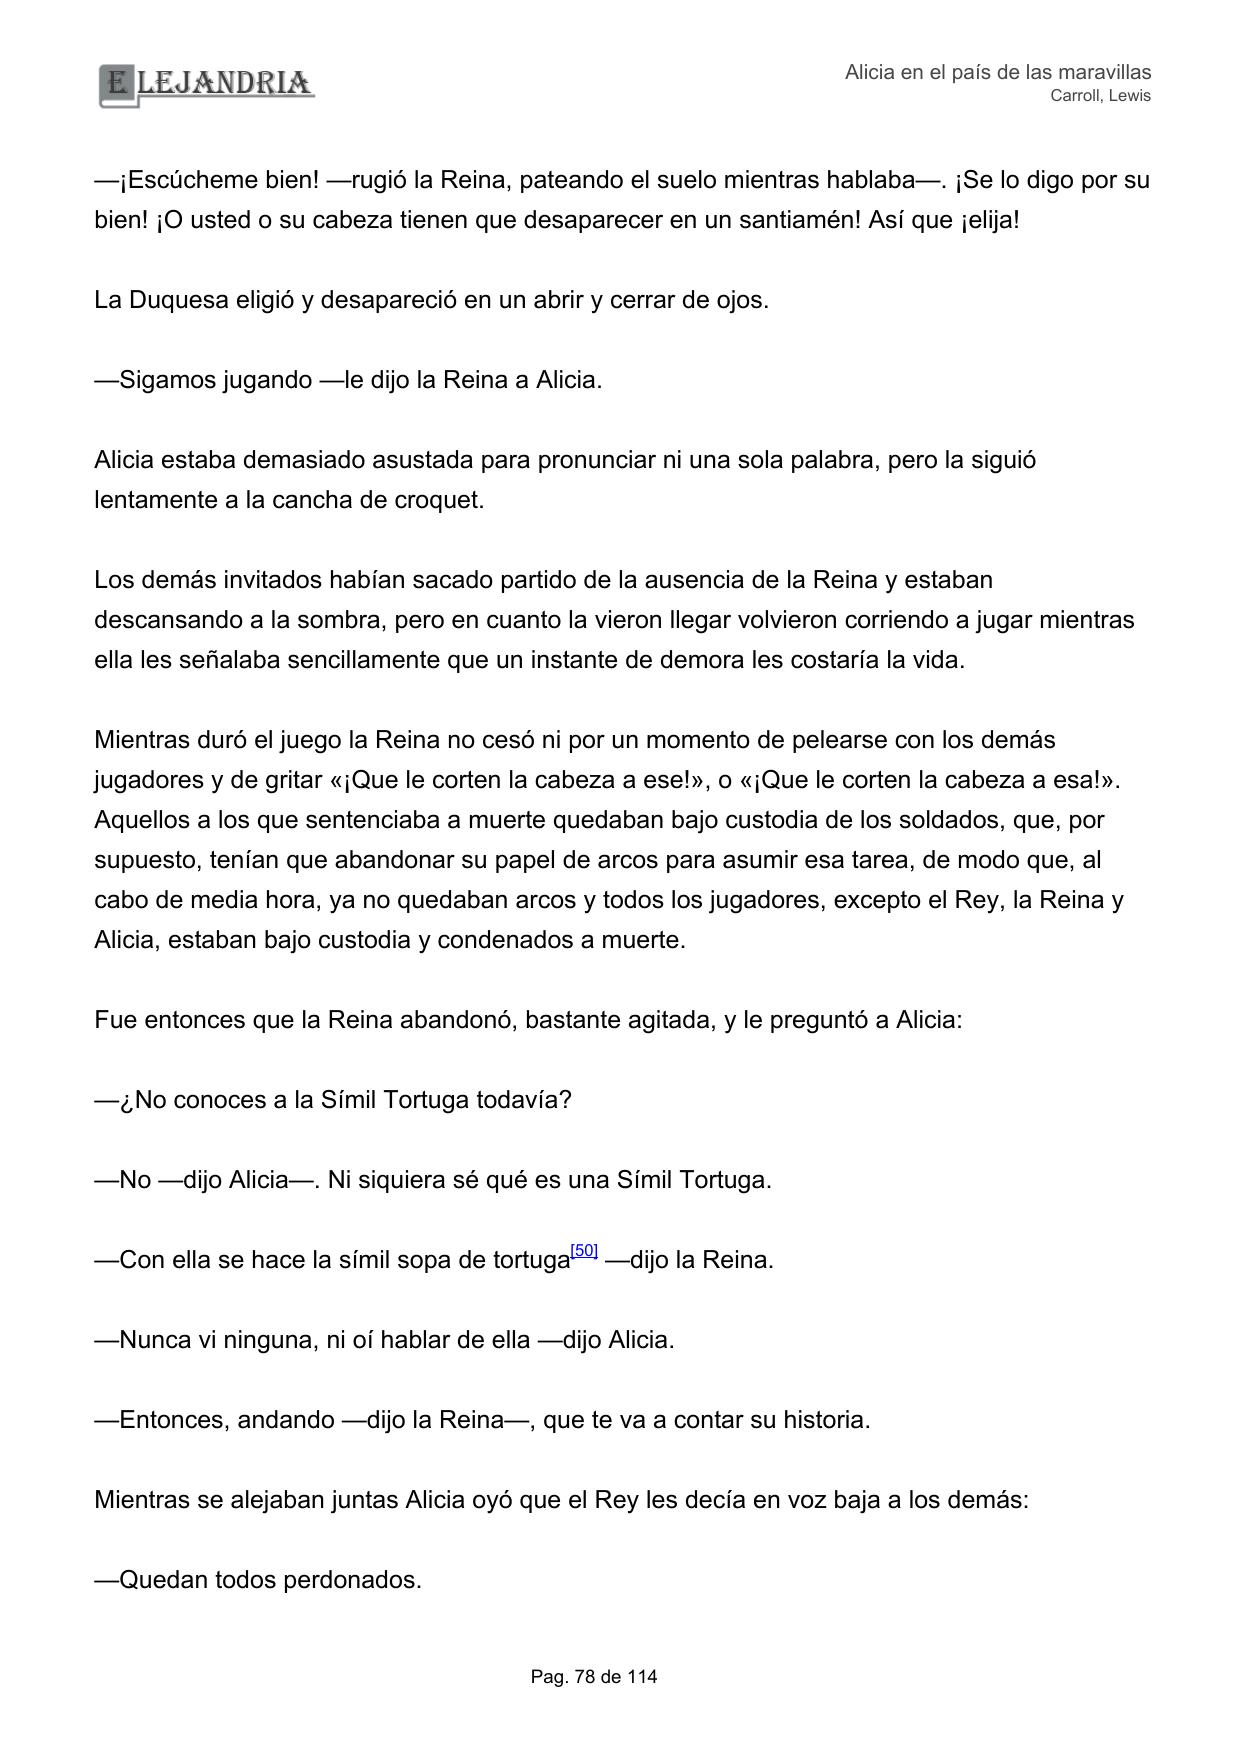 ELEJANDRIA
Alicia en el país de las maravillas
Carroll, Lewis
—¡Escúcheme bien! —rugió la Reina, pateando el suelo mientras hablaba—. ¡Se lo digo por su
bien! ¡O usted o su cabeza tienen que desaparecer en un santiamén! Así que ¡elija!
La Duquesa eligió y desapareció en un abrir y cerrar de ojos.
—Sigamos jugando —le dijo la Reina a Alicia.
Alicia estaba demasiado asustada para pronunciar ni una sola palabra, pero la siguió
lentamente a la cancha de croquet.
Los demás invitados habían sacado partido de la ausencia de la Reina y estaban
descansando a la sombra, pero en cuanto la vieron llegar volvieron corriendo a jugar mientras
ella les señalaba sencillamente que un instante de demora les costaría la vida.
Mientras duró el juego la Reina no cesó ni por un momento de pelearse con los demás
jugadores y de gritar «¡Que le corten la cabeza a ese!», o «¡Que le corten la cabeza a esa!».
Aquellos a los que sentenciaba a muerte quedaban bajo custodia de los soldados, que, por
supuesto, tenían que abandonar su papel de arcos para asumir esa tarea, de modo que, al
cabo de media hora, ya no quedaban arcos y todos los jugadores, excepto el Rey, la Reina y
Alicia, estaban bajo custodia y condenados a muerte.
Fue entonces que la Reina abandonó, bastante agitada, y le preguntó a Alicia:
—¿No conoces a la Símil Tortuga todavía?
—No —dijo Alicia—. Ni siquiera sé qué es una Símil Tortuga.
—Con ella se hace la símil sopa de tortuga[50] —dijo la Reina.
—Nunca vi ninguna, ni oí hablar de ella —dijo Alicia.
—Entonces, andando —dijo la Reina—, que te va a contar su historia.
Mientras se alejaban juntas Alicia oyó que el Rey les decía en voz baja a los demás:
—Quedan todos perdonados.
Pag. 78 de 114